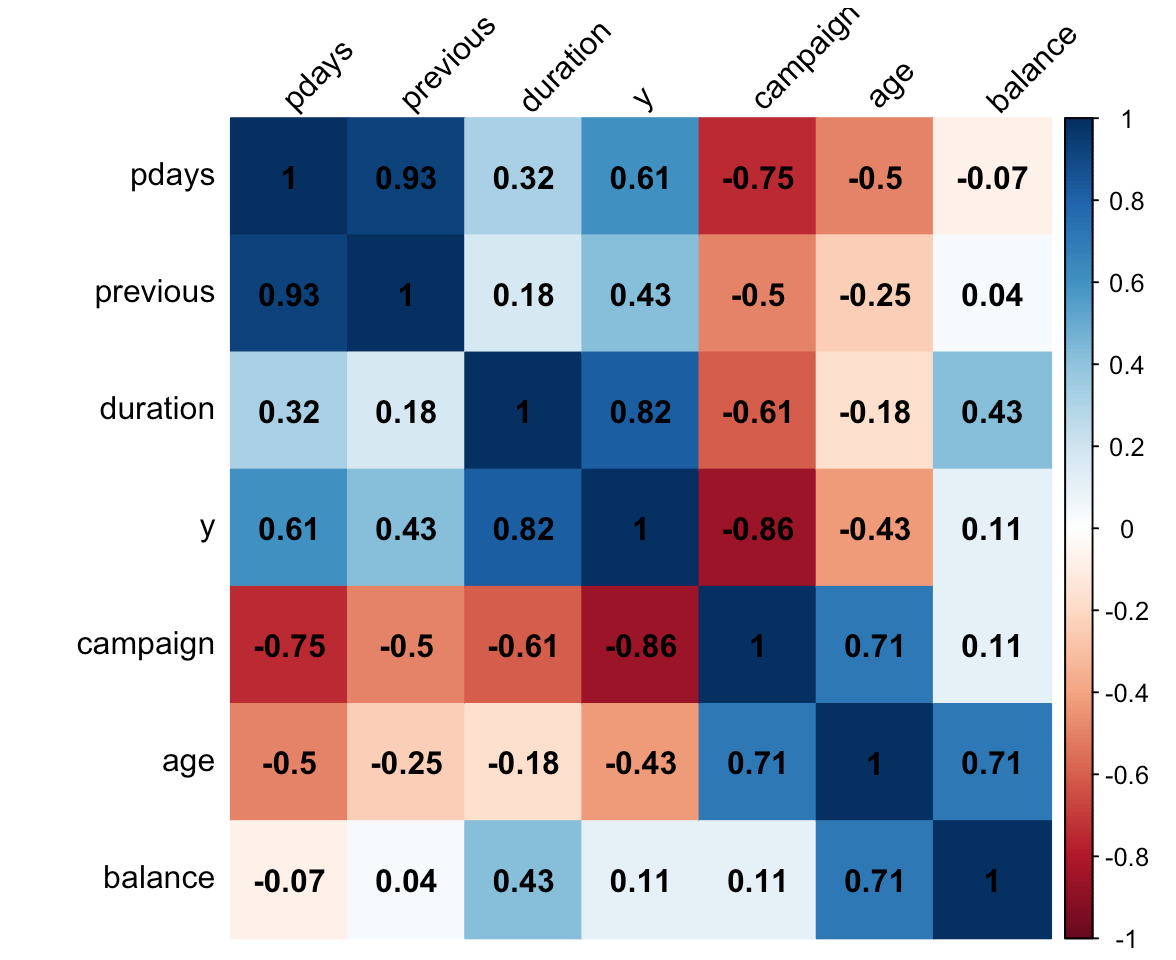 pdays previous duration y campaign age balance
pdays 1 0.93 0.32 0.61 -0.75 -0.5 -0.07
previous 0.93 1 0.18 0.43 -0.5 -0.25 0.04
duration 0.32 0.18 1 0.82 -0.61 -0.18 0.43
y 0.61 0.43 0.82 1 -0.86 -0.43 0.11
campaign -0.75 -0.5 -0.61 -0.86 1 0.71 0.11
age -0.5 -0.25 -0.18 -0.43 0.71 1 0.71
balance -0.07 0.04 0.43 0.11 0.11 0.71 1
1
0.8
0.6
0.4
0.2
0
-0.2
-0.4
-0.6
-0.8
-1